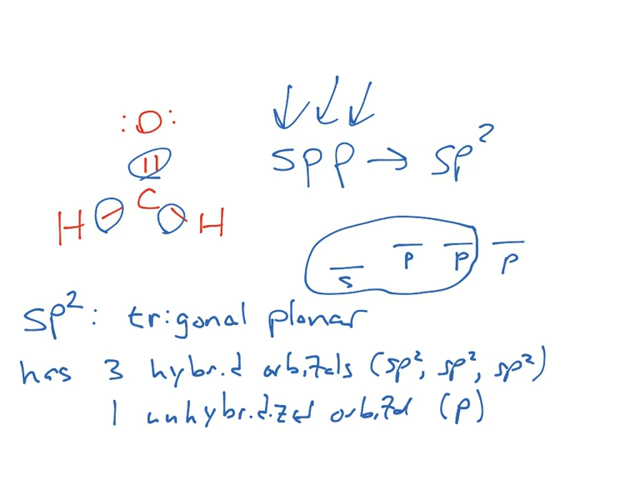 :O:
C
H H
spp → sp²
s p p p
sp²: trigonal planar
has 3 hybrid orbitals (sp², sp², sp²)
1 unhybridized orbital (p)